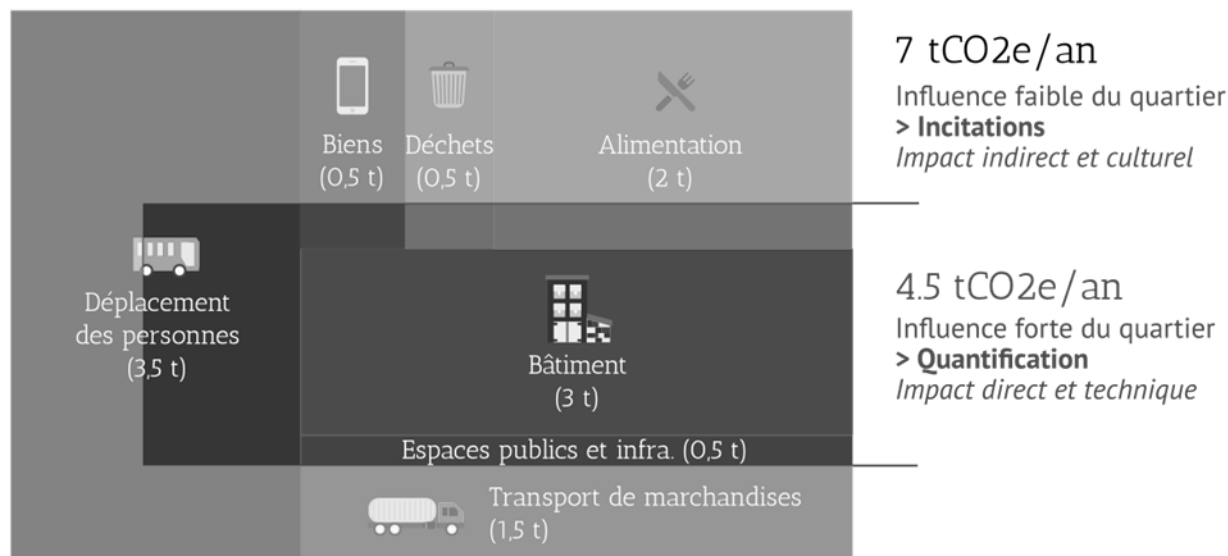 Biens
(0,5 t)
Déchets
(0,5 t)
Alimentation
(2 t)
Déplacement
des personnes
(3,5 t)
Bâtiment
(3 t)
Espaces publics et infra. (0,5 t)
Transport de marchandises
(1,5 t)
7 tCO2e/an
Influence faible du quartier
> Incitations
Impact indirect et culturel
4.5 tCO2e/an
Influence forte du quartier
> Quantification
Impact direct et technique